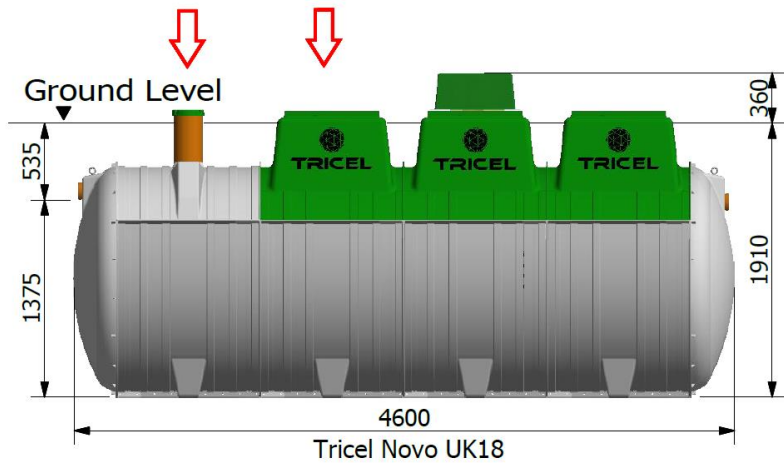 Ground Level
360
535
TRICEL
TRICEL
TRICEL
1375
1910
4600
Tricel Novo UK18